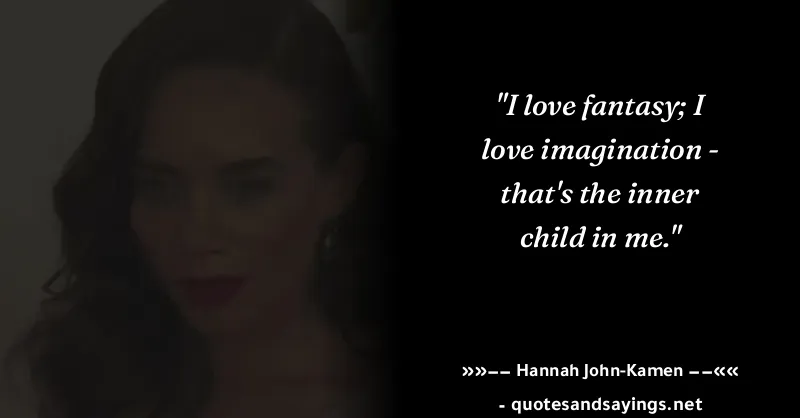 "I love fantasy; I
love imagination -
that's the inner
child in me."
»»−− Hannah John-Kamen −−««
- quotesandsayings.net